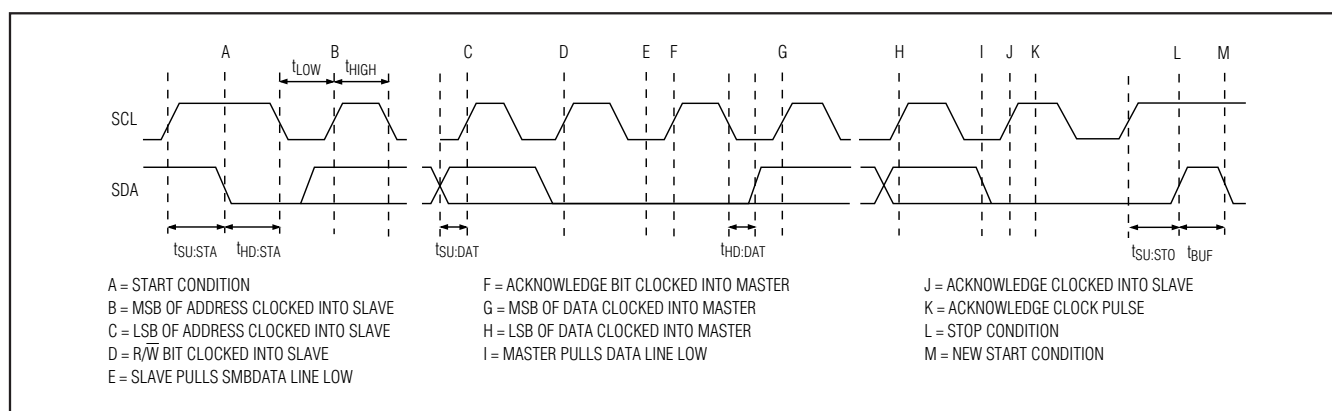 A B C D E F G H I J K L M
tLOW tHIGH
SCL
SDA
tSU:STA tHD:STA tSU:DAT tHD:DAT tSU:STO tBUF
A = START CONDITION
B = MSB OF ADDRESS CLOCKED INTO SLAVE
C = LSB OF ADDRESS CLOCKED INTO SLAVE
D = R/W̅ BIT CLOCKED INTO SLAVE
E = SLAVE PULLS SMBDATA LINE LOW
F = ACKNOWLEDGE BIT CLOCKED INTO MASTER
G = MSB OF DATA CLOCKED INTO MASTER
H = LSB OF DATA CLOCKED INTO MASTER
I = MASTER PULLS DATA LINE LOW
J = ACKNOWLEDGE CLOCKED INTO SLAVE
K = ACKNOWLEDGE CLOCK PULSE
L = STOP CONDITION
M = NEW START CONDITION